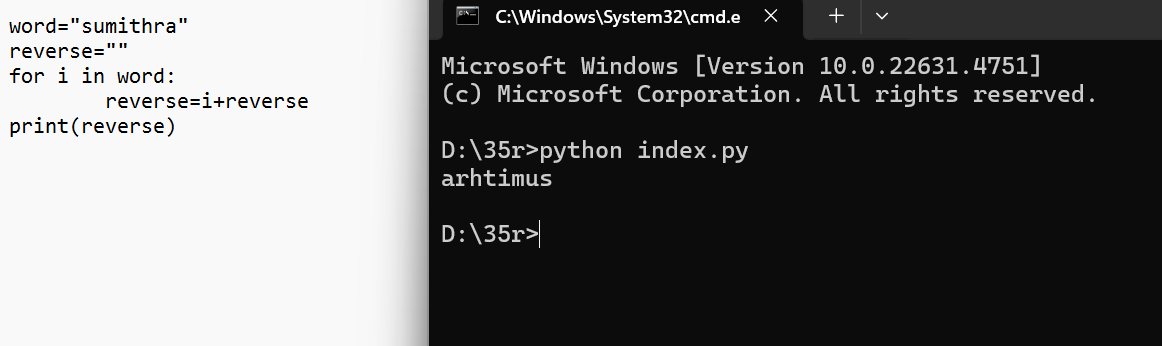 word="sumithra"
reverse=""
for i in word:
        reverse=i+reverse
print(reverse)
C:\Windows\System32\cmd.e
Microsoft Windows [Version 10.0.22631.4751]
(c) Microsoft Corporation. All rights reserved.
D:\35r>python index.py
arhtimus
D:\35r>